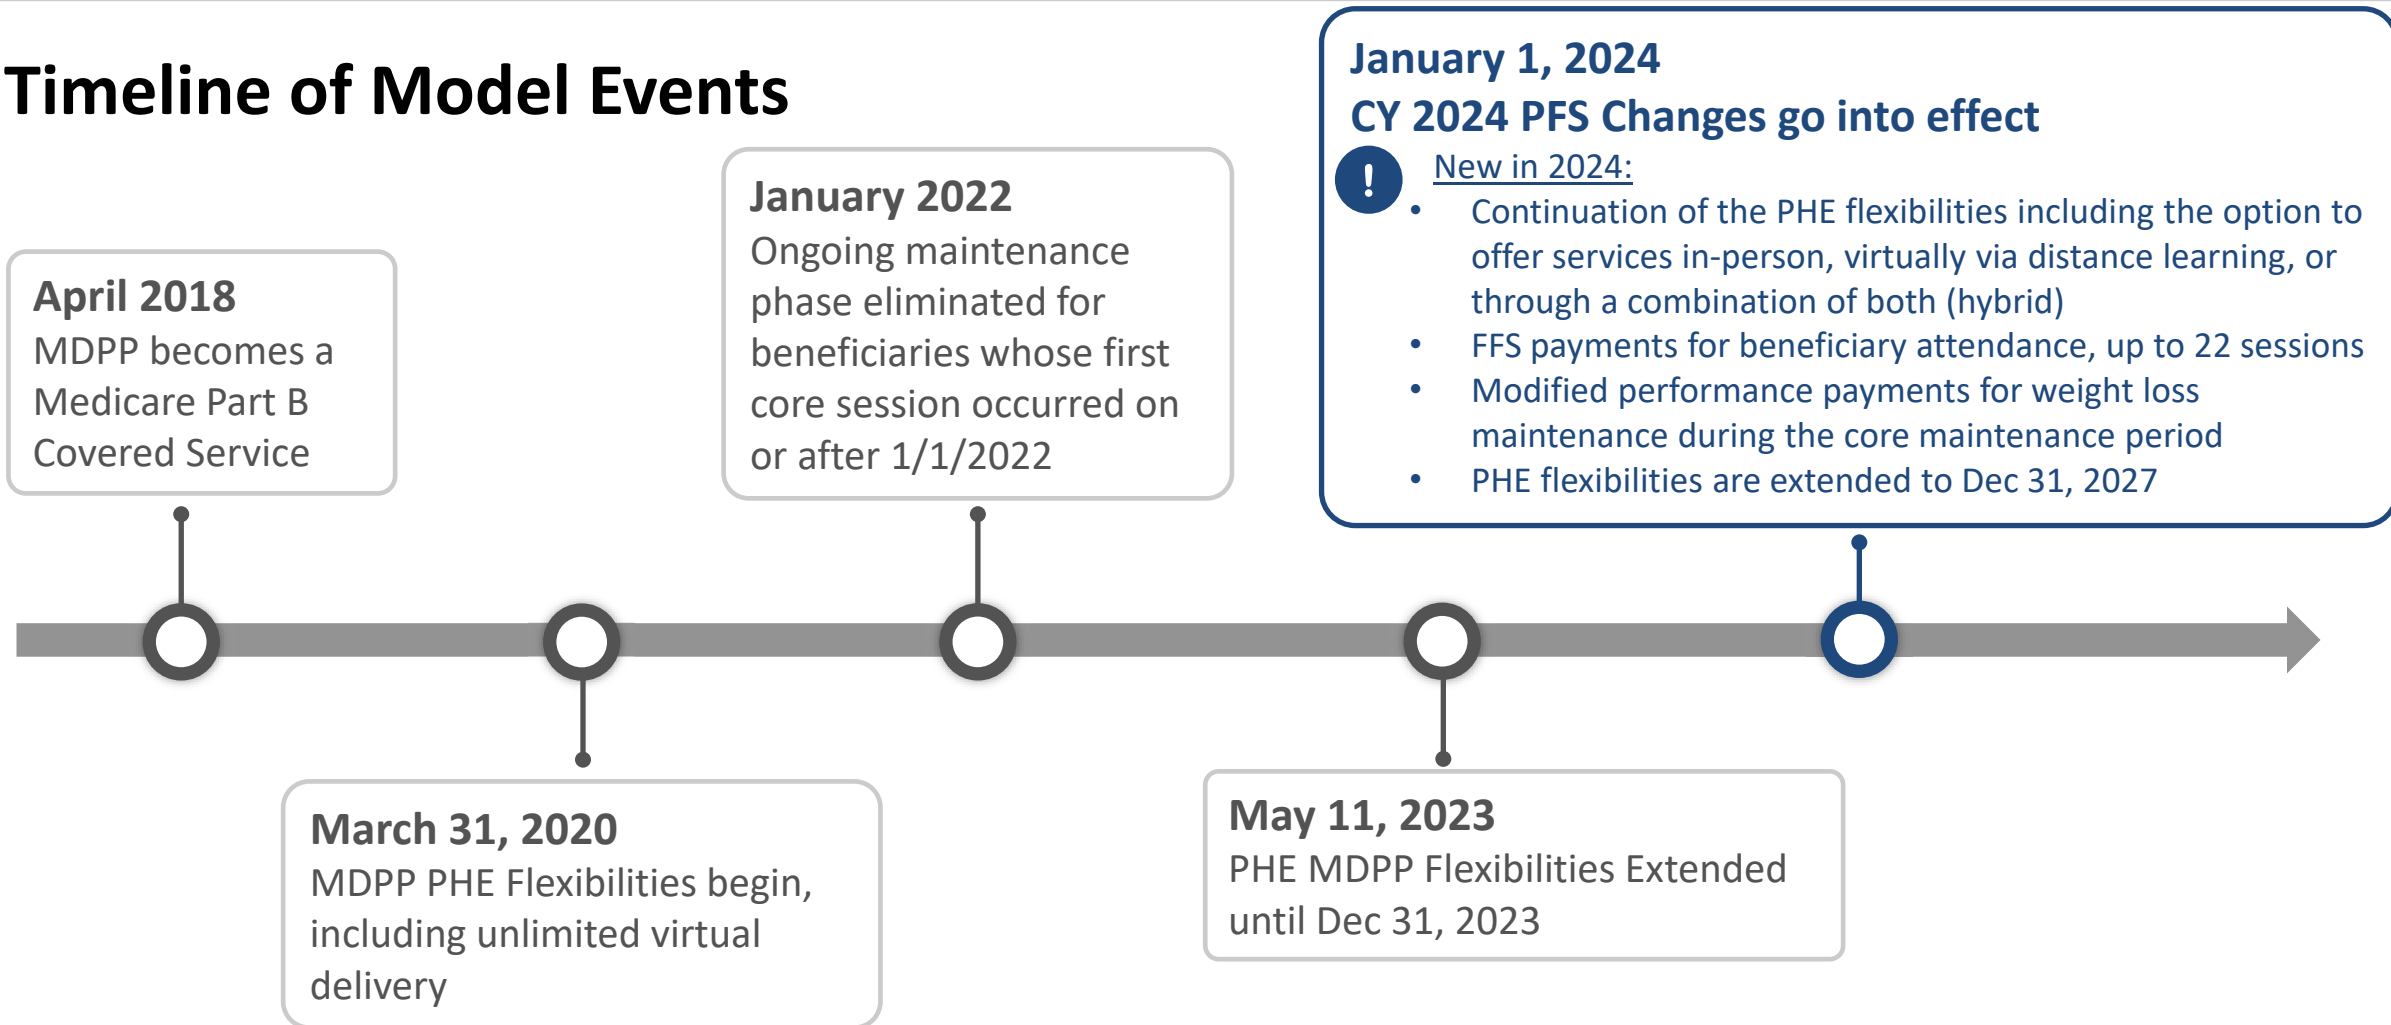 Timeline of Model Events
April 2018
MDPP becomes a
Medicare Part B
Covered Service
March 31, 2020
MDPP PHE Flexibilities begin,
including unlimited virtual
delivery
January 2022
Ongoing maintenance
phase eliminated for
beneficiaries whose first
core session occurred on
or after 1/1/2022
May 11, 2023
PHE MDPP Flexibilities Extended
until Dec 31, 2023
January 1, 2024
CY 2024 PFS Changes go into effect
!
New in 2024:
• Continuation of the PHE flexibilities including the option to
offer services in-person, virtually via distance learning, or
through a combination of both (hybrid)
• FFS payments for beneficiary attendance, up to 22 sessions
• Modified performance payments for weight loss
maintenance during the core maintenance period
• PHE flexibilities are extended to Dec 31, 2027